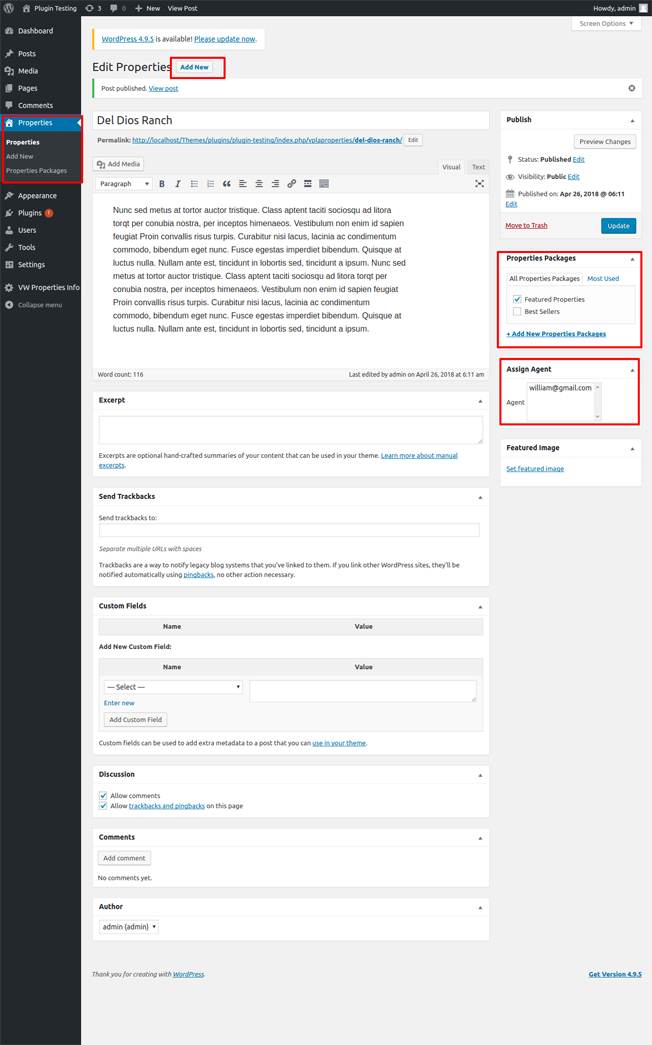 Plugin Testing 3 0 New View Post Howdy, admin
Screen Options
Dashboard
Posts
Media
Pages
Comments
Properties
Properties
Add New
Properties Packages
Appearance
Plugins 1
Users
Tools
Settings
VW Properties Info
Collapse menu
WordPress 4.9.5 is available! Please update now.
Edit Properties Add New
Post published. View post
Del Dios Ranch
Permalink: http://localhost/Themes/plugins/plugin-testing/index.php/vplaproperties/del-dios-ranch/ Edit
Add Media
Visual Text
Paragraph B I
Nunc sed metus at tortor auctor tristique. Class aptent taciti sociosqu ad litora
torqt per conubia nostra, per inceptos himenaeos. Vestibulum non enim id sapien
feugiat Proin convallis risus turpis. Curabitur nisi lacus, lacinia ac condimentum
commodo, bibendum eget nunc. Fusce egestas imperdiet bibendum. Quisque at
luctus nulla. Nullam ante est, tincidunt in lobortis sed, tincidunt a ipsum. Nunc sed
metus at tortor auctor tristique. Class aptent taciti sociosqu ad litora torqt per
conubia nostra, per inceptos himenaeos. Vestibulum non enim id sapien feugiat
Proin convallis risus turpis. Curabitur nisi lacus, lacinia ac condimentum
commodo, bibendum eget nunc. Fusce egestas imperdiet bibendum. Quisque at
luctus nulla. Nullam ante est, tincidunt in lobortis sed, tincidunt a ipsum.
Word count: 116 Last edited by admin on April 26, 2018 at 6:11 am
Excerpt
Excerpts are optional hand-crafted summaries of your content that can be used in your theme. Learn more about manual
excerpts.
Send Trackbacks
Send trackbacks to:
Separate multiple URLs with spaces
Trackbacks are a way to notify legacy blog systems that you've linked to them. If you link other WordPress sites, they'll be
notified automatically using pingbacks, no other action necessary.
Custom Fields
Name Value
Add New Custom Field:
Name Value
— Select —
Enter new
Add Custom Field
Custom fields can be used to add extra metadata to a post that you can use in your theme.
Discussion
Allow comments
Allow trackbacks and pingbacks on this page
Comments
Add comment
No comments yet.
Author
admin (admin)
Publish
Preview Changes
Status: Published Edit
Visibility: Public Edit
Published on: Apr 26, 2018 @ 06:11
Edit
Move to Trash Update
Properties Packages
All Properties Packages Most Used
Featured Properties
Best Sellers
+ Add New Properties Packages
Assign Agent
Agent william@gmail.com
Featured Image
Set featured image
Thank you for creating with WordPress. Get Version 4.9.5